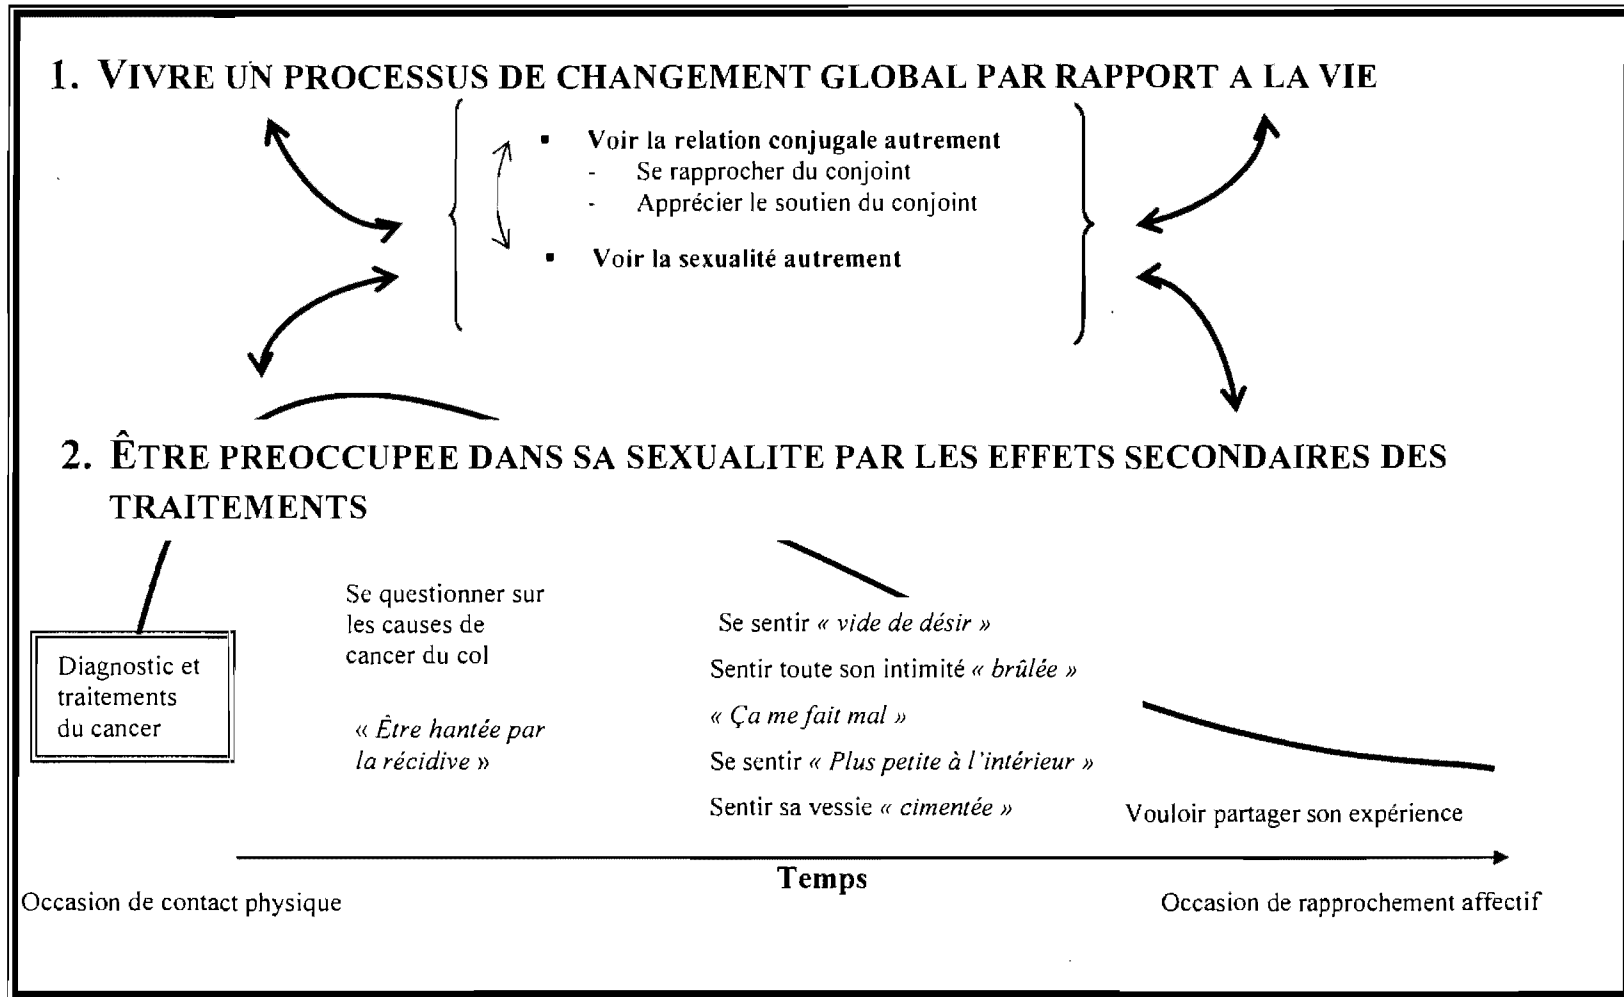 1. VIVRE UN PROCESSUS DE CHANGEMENT GLOBAL PAR RAPPORT A LA VIE
▪ Voir la relation conjugale autrement
- Se rapprocher du conjoint
- Apprécier le soutien du conjoint
▪ Voir la sexualité autrement
2. ÊTRE PREOCCUPEE DANS SA SEXUALITE PAR LES EFFETS SECONDAIRES DES
TRAITEMENTS
Diagnostic et
traitements
du cancer
Se questionner sur
les causes de
cancer du col
« Être hantée par
la récidive »
Se sentir « vide de désir »
Sentir toute son intimité « brûlée »
« Ça me fait mal »
Se sentir « Plus petite à l'intérieur »
Sentir sa vessie « cimentée »
Vouloir partager son expérience
Temps
Occasion de contact physique
Occasion de rapprochement affectif